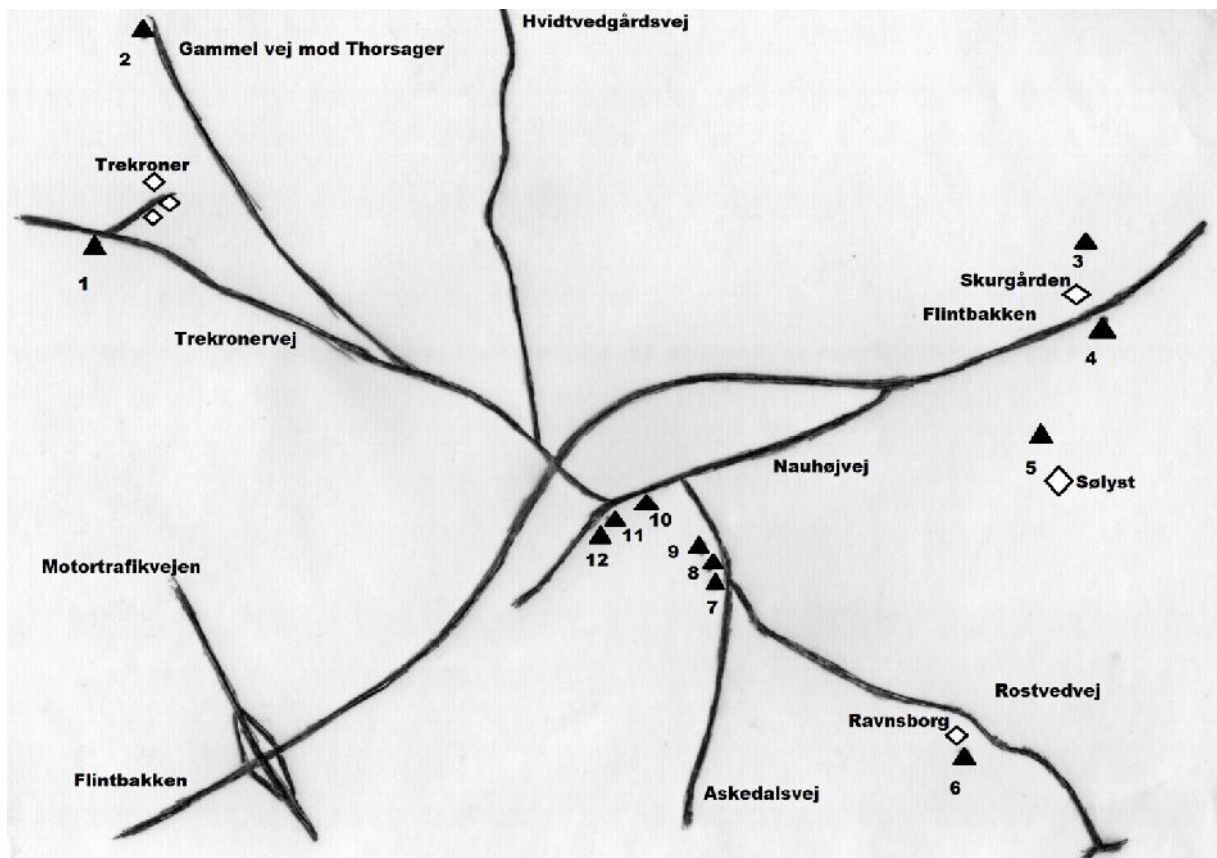 Hvidtvedgårdsvej
2
Gammel vej mod Thorsager
Trekroner
1
3
Skurgården
Flintbakken
Trekronervej
4
Nauhøjvej
5
Sølyst
10
11
12
9
8
7
Motortrafikvejen
Rostvedvej
Ravnsborg
Flintbakken
Askedalsvej
6